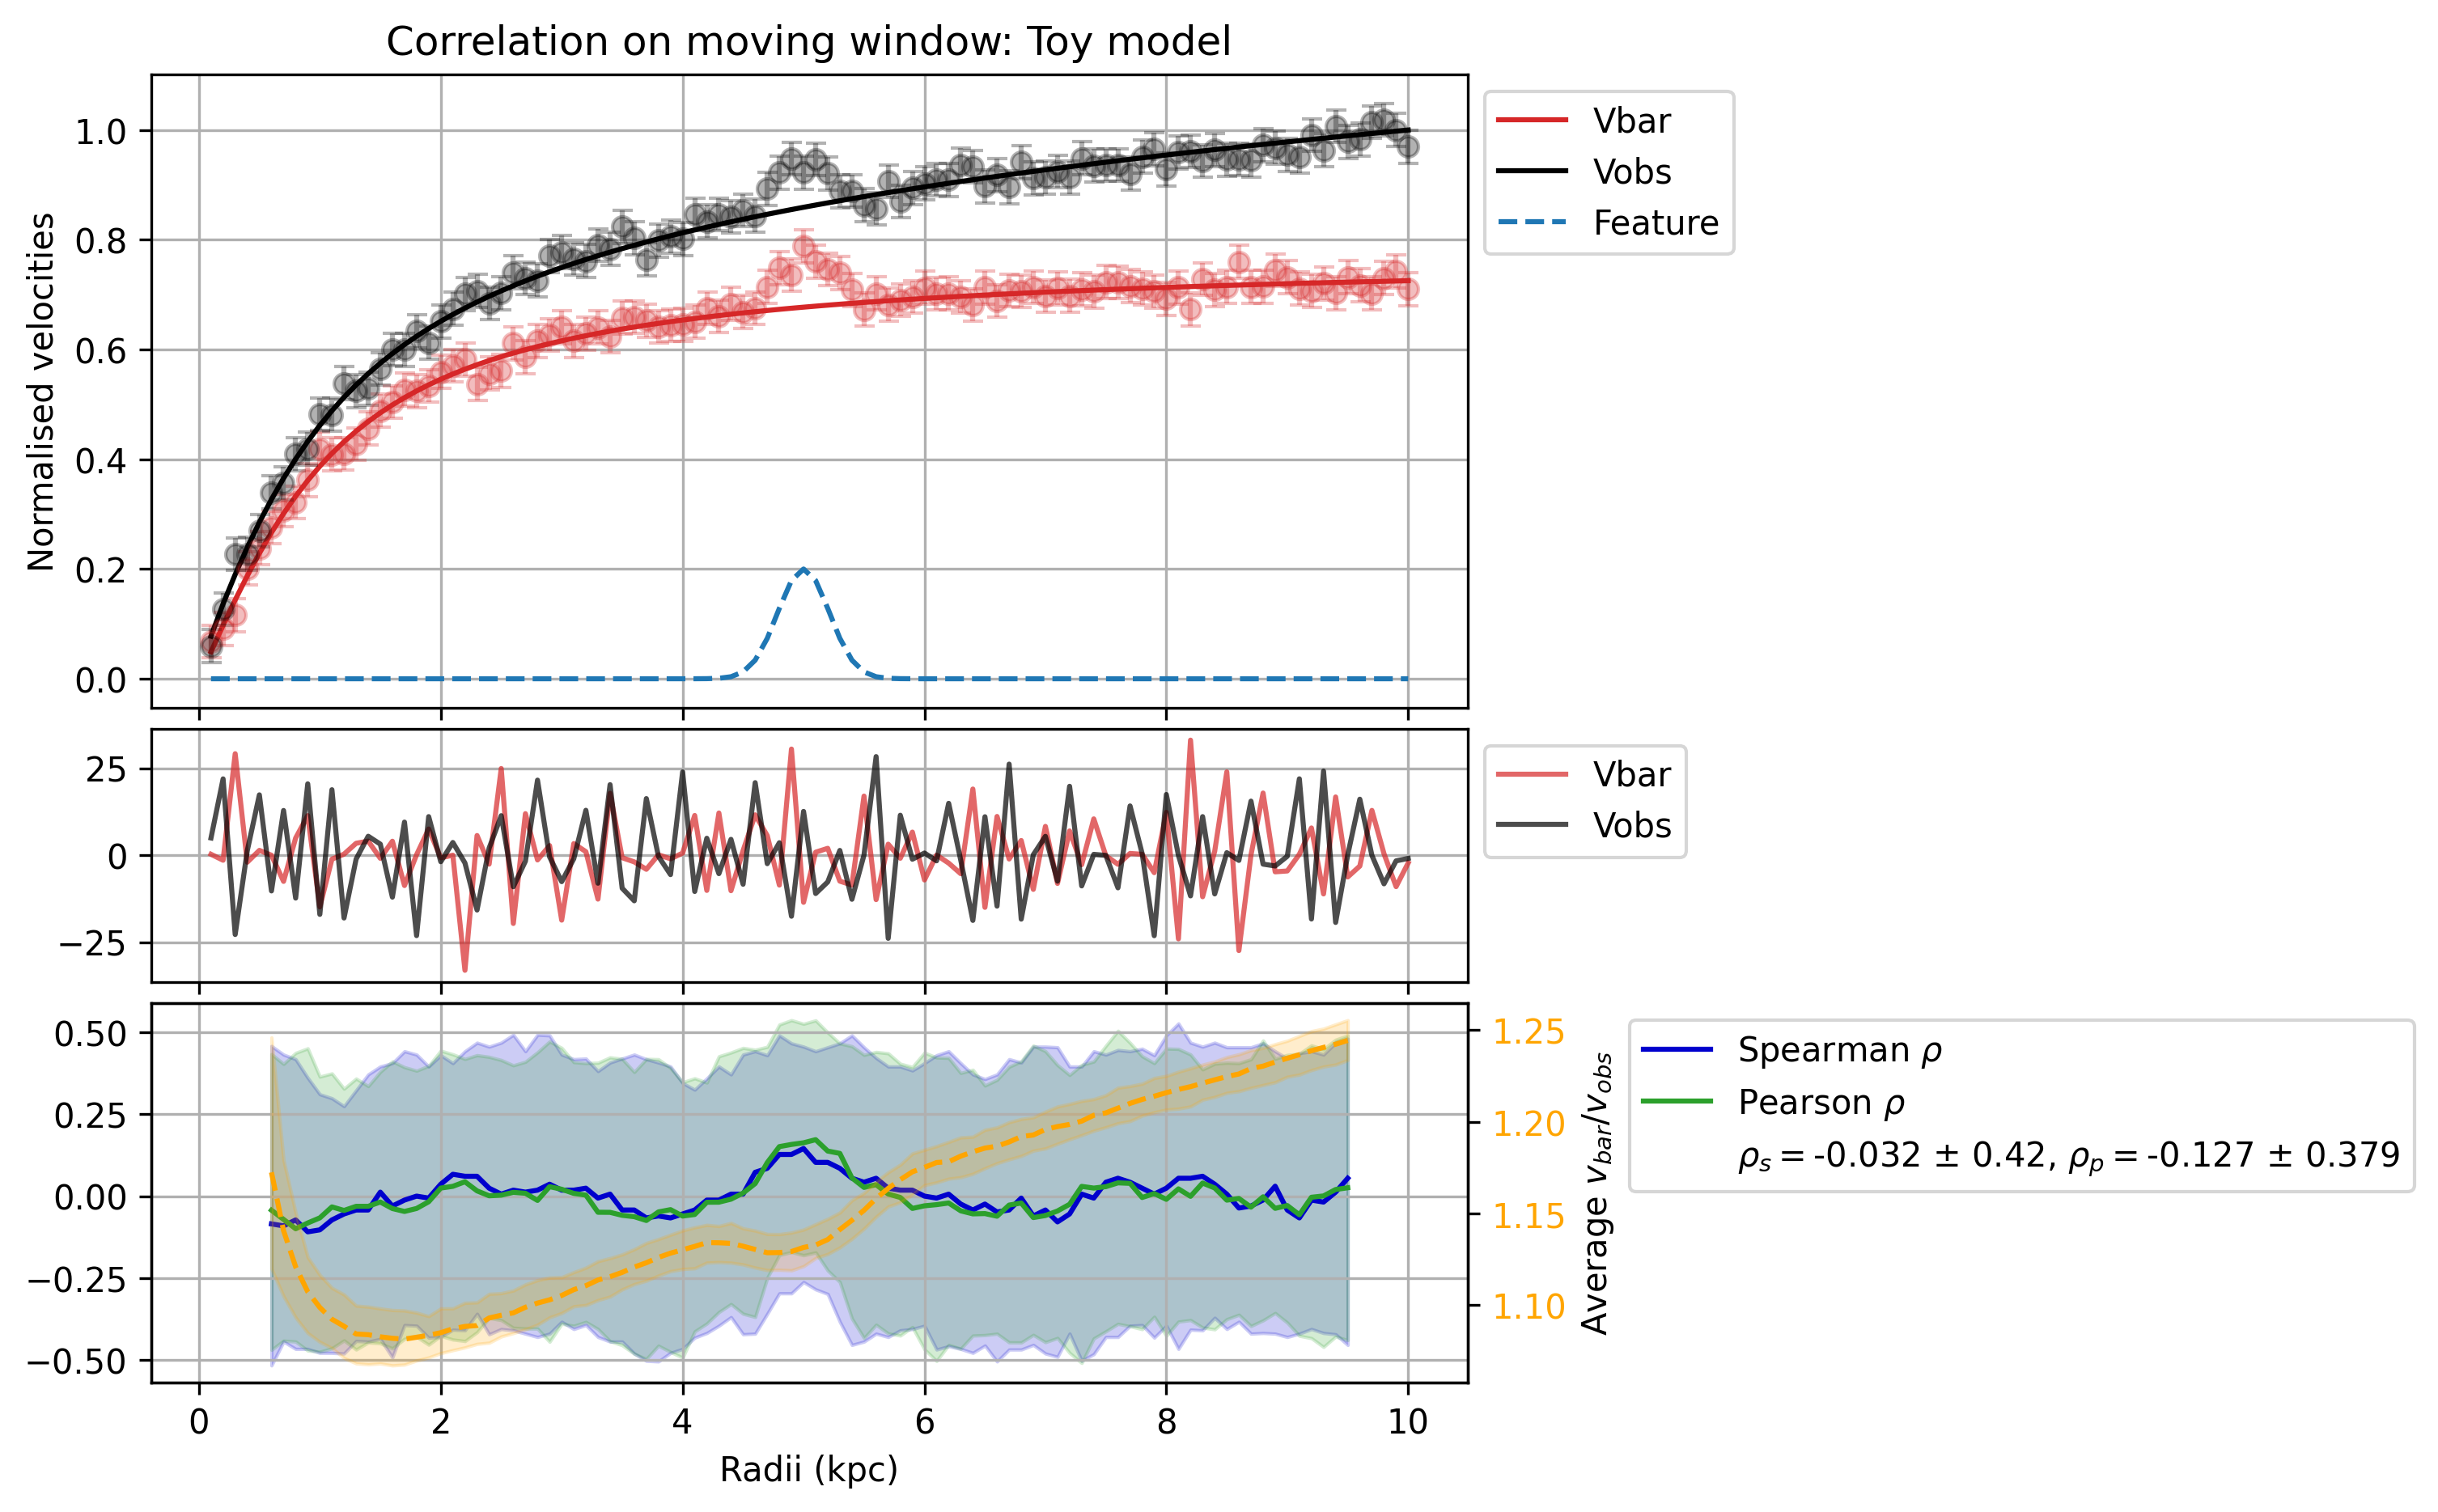 Correlation on moving window: Toy model
Normalised velocities
1.0
0.8
0.6
0.4
0.2
0.0
Vbar
Vobs
Feature
25
0
−25
Vbar
Vobs
0.50
0.25
0.00
−0.25
−0.50
0 2 4 6 8 10
Radii (kpc)
1.25
1.20
1.15
1.10
Average v_bar/v_obs
Spearman ρ
Pearson ρ
ρ_s = -0.032 ± 0.42, ρ_p = -0.127 ± 0.379